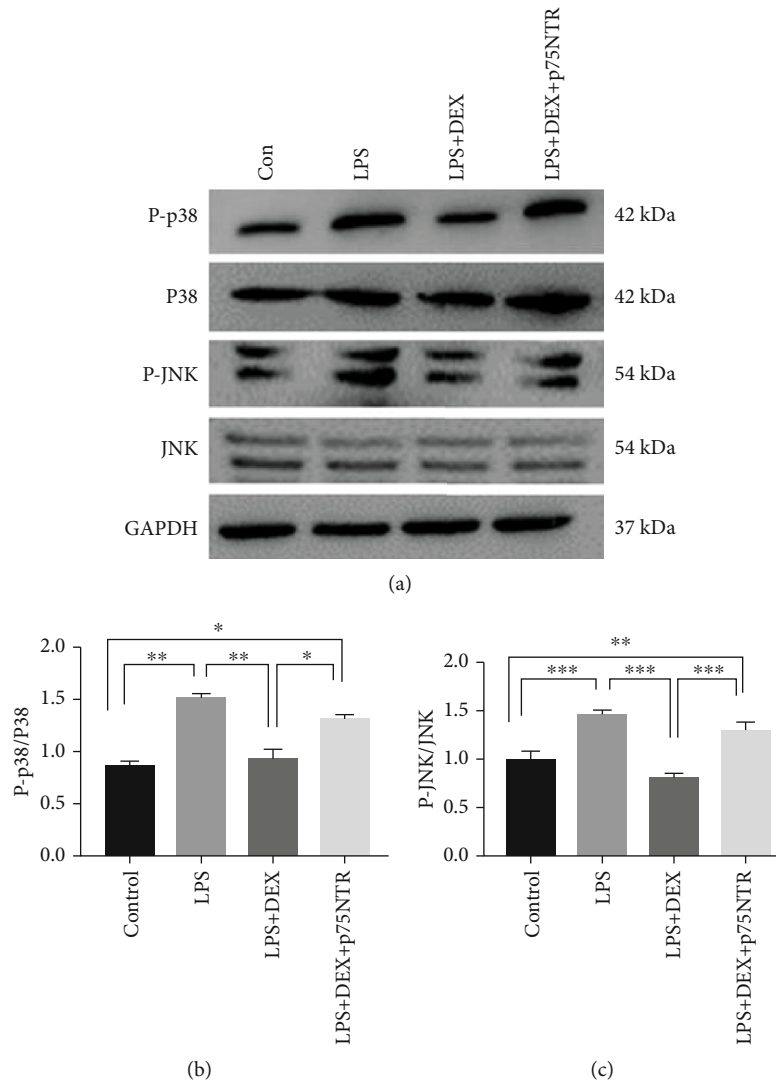 Con
LPS
LPS+DEX
LPS+DEX+p75NTR
P-p38
42 kDa
P38
42 kDa
P-JNK
54 kDa
JNK
54 kDa
GAPDH
37 kDa
(a)
P-p38/P38
2.0
1.5
1.0
0.5
0.0
*
**
**
*
Control
LPS
LPS+DEX
LPS+DEX+p75NTR
(b)
P-JNK/JNK
2.0
1.5
1.0
0.5
0.0
**
***
***
***
Control
LPS
LPS+DEX
LPS+DEX+p75NTR
(c)